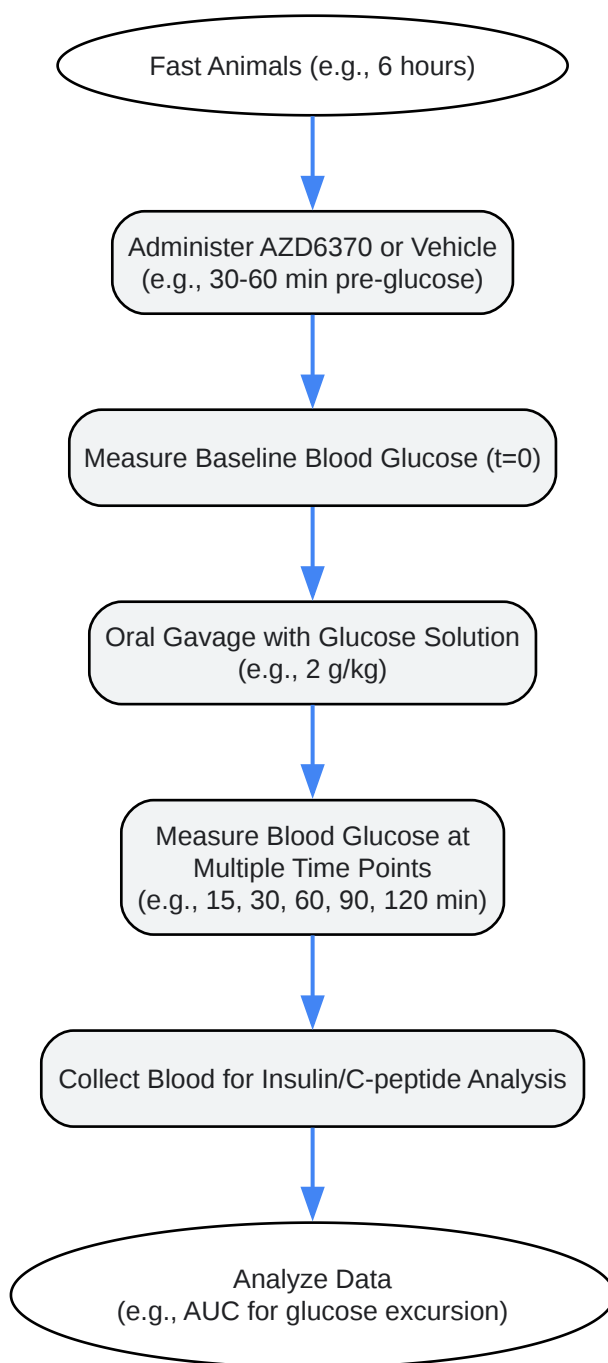 Fast Animals (e.g., 6 hours)
Administer AZD6370 or Vehicle
(e.g., 30-60 min pre-glucose)
Measure Baseline Blood Glucose (t=0)
Oral Gavage with Glucose Solution
(e.g., 2 g/kg)
Measure Blood Glucose at
Multiple Time Points
(e.g., 15, 30, 60, 90, 120 min)
Collect Blood for Insulin/C-peptide Analysis
Analyze Data
(e.g., AUC for glucose excursion)